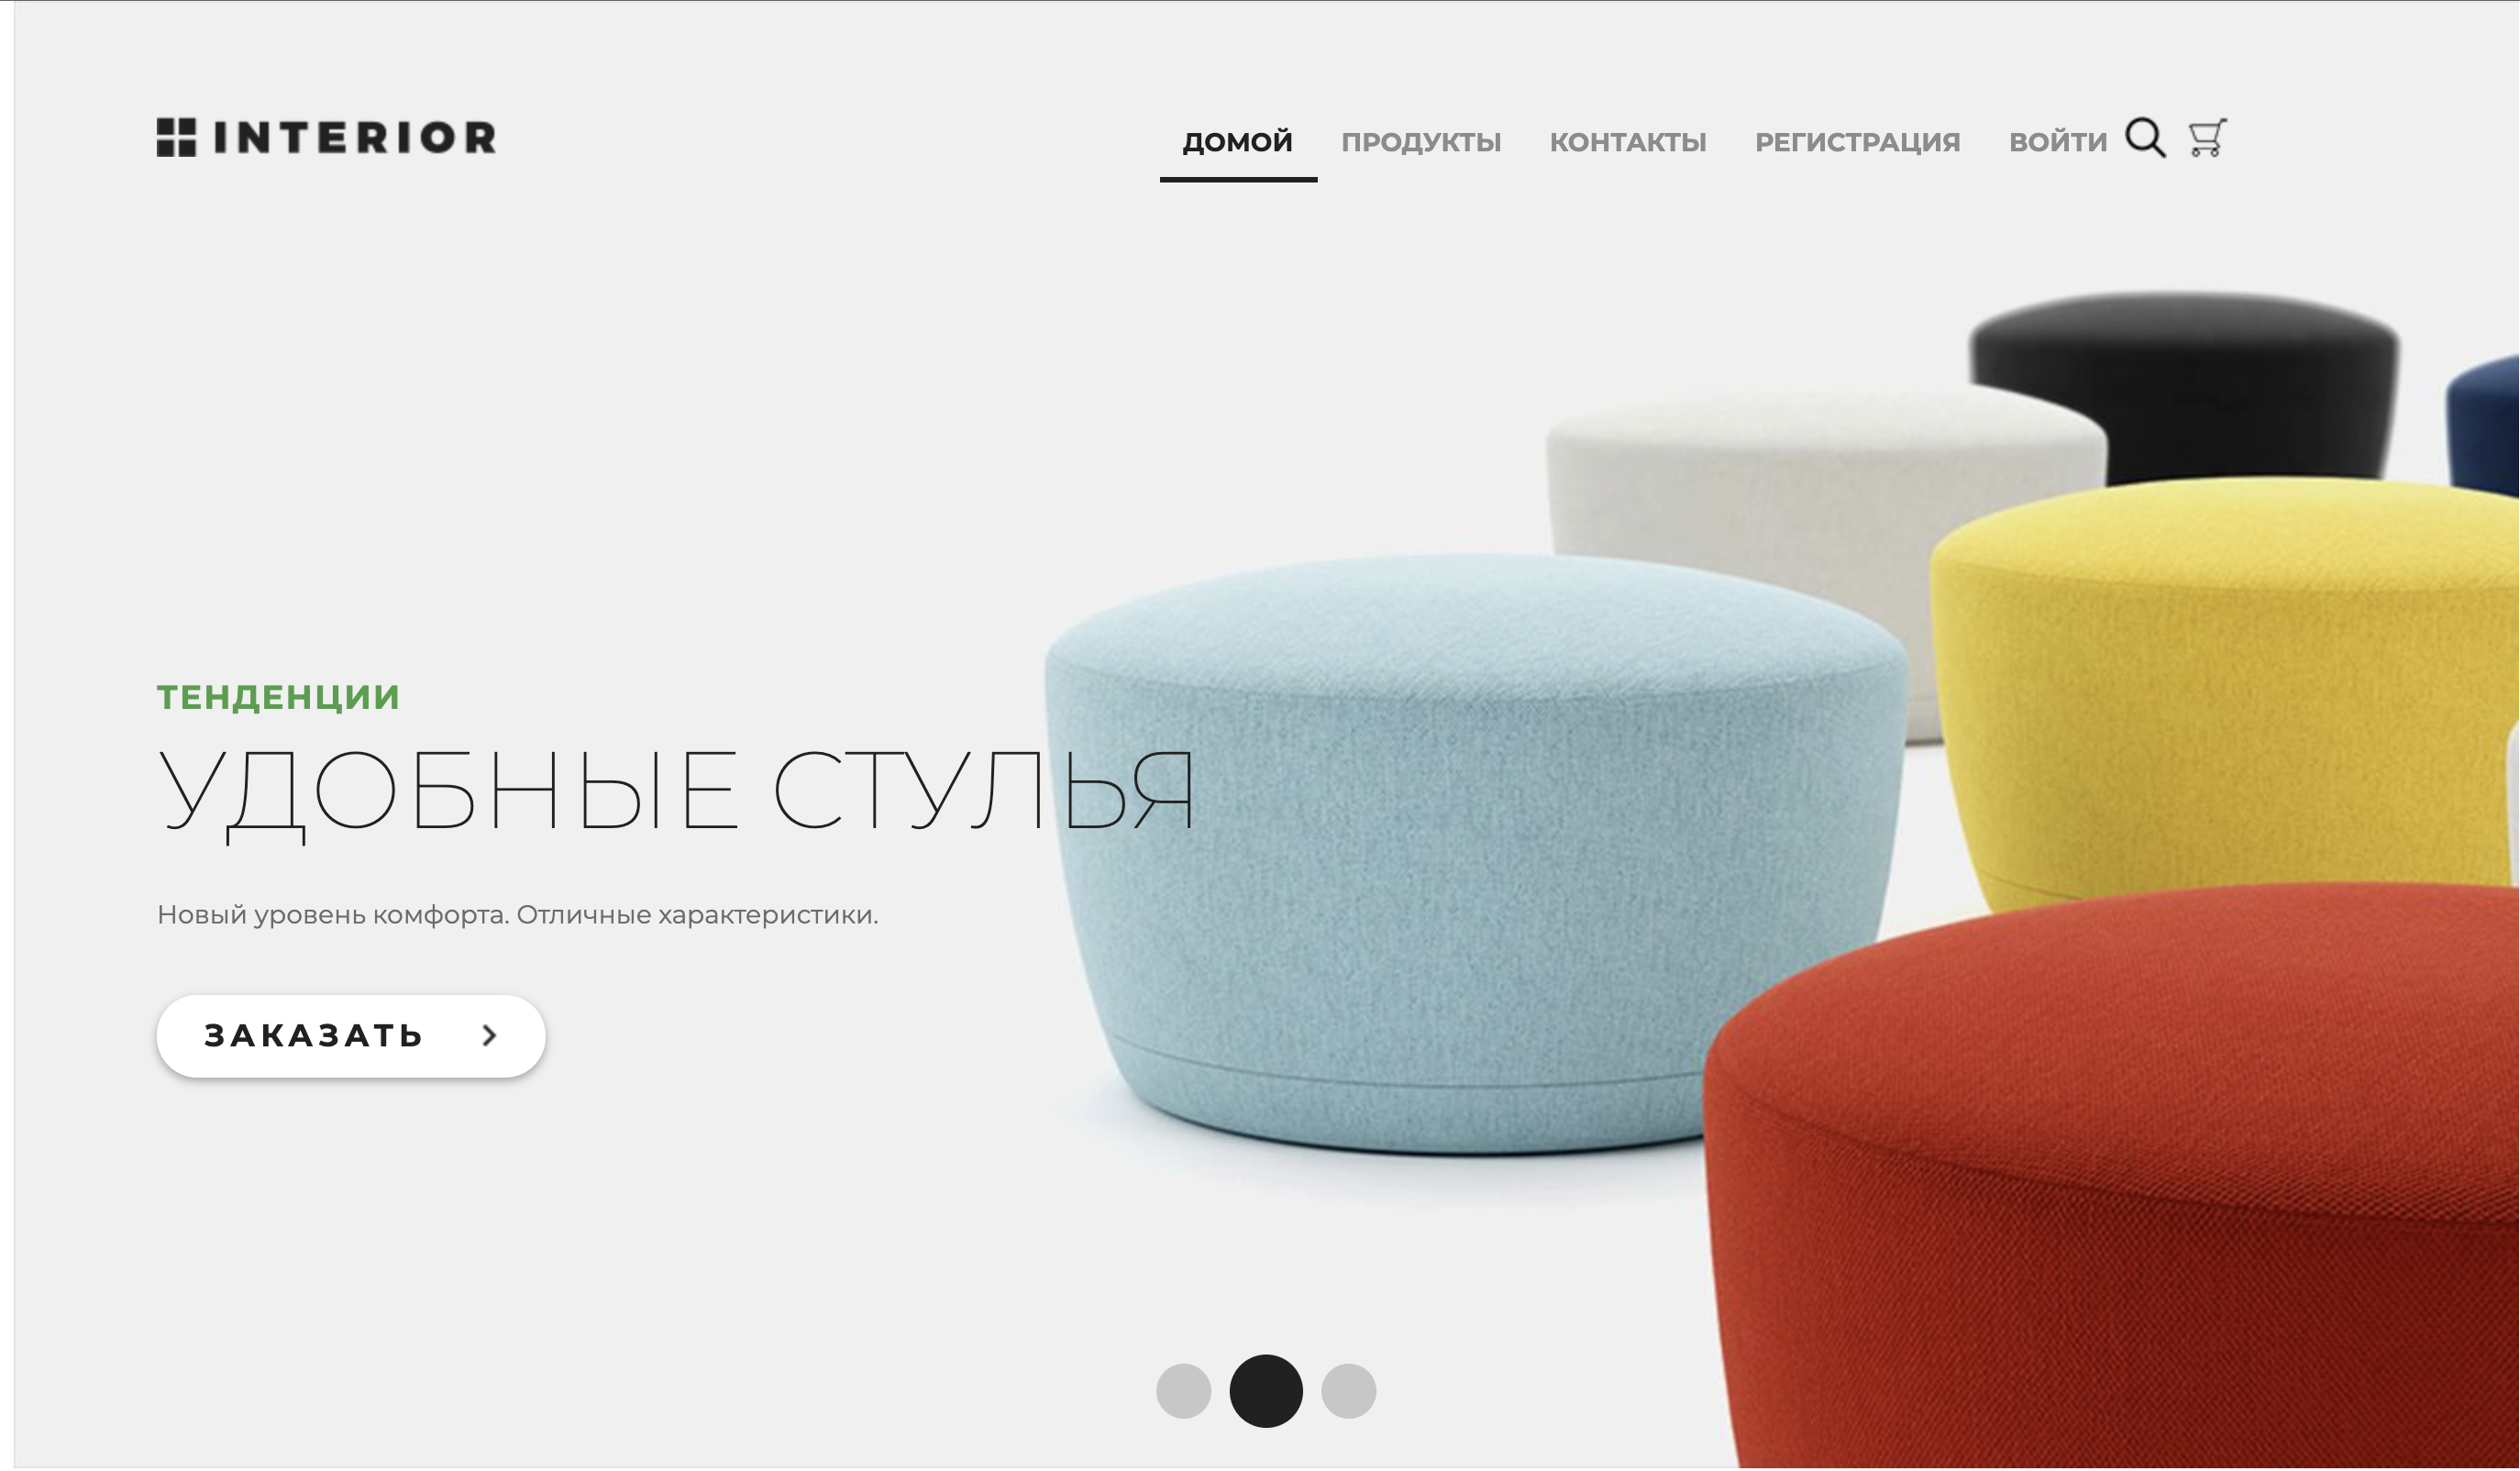 INTERIOR
ДОМОЙ ПРОДУКТЫ КОНТАКТЫ РЕГИСТРАЦИЯ ВОЙТИ
ТЕНДЕНЦИИ
УДОБНЫЕ СТУЛЬЯ
Новый уровень комфорта. Отличные характеристики.
ЗАКАЗАТЬ